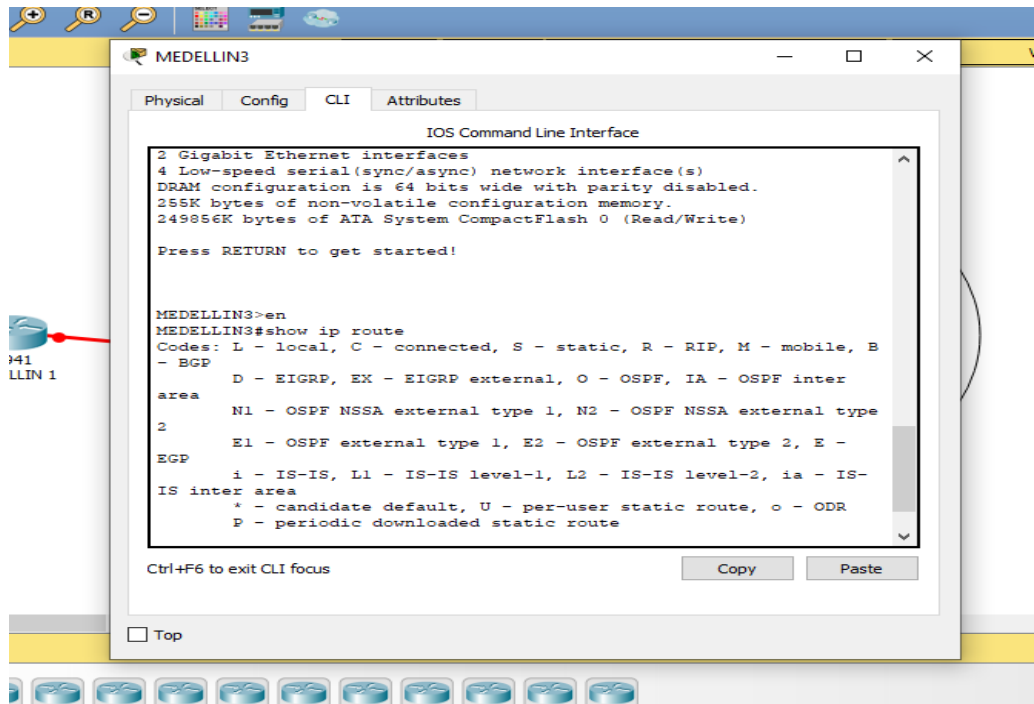 SELECT
MEDELLIN3
Physical
Config
CLI
Attributes
IOS Command Line Interface
2 Gigabit Ethernet interfaces
4 Low-speed serial(sync/async) network interface(s)
DRAM configuration is 64 bits wide with parity disabled.
255K bytes of non-volatile configuration memory.
249856K bytes of ATA System CompactFlash 0 (Read/Write)
Press RETURN to get started!
MEDELLIN3>en
MEDELLIN3#show ip route
Codes: L - local, C - connected, S - static, R - RIP, M - mobile, B
- BGP
D - EIGRP, EX - EIGRP external, O - OSPF, IA - OSPF inter
area
N1 - OSPF NSSA external type 1, N2 - OSPF NSSA external type
2
E1 - OSPF external type 1, E2 - OSPF external type 2, E -
EGP
i - IS-IS, L1 - IS-IS level-1, L2 - IS-IS level-2, ia - IS-
IS inter area
* - candidate default, U - per-user static route, o - ODR
P - periodic downloaded static route
Ctrl+F6 to exit CLI focus
Copy
Paste
Top
941
LLIN 1